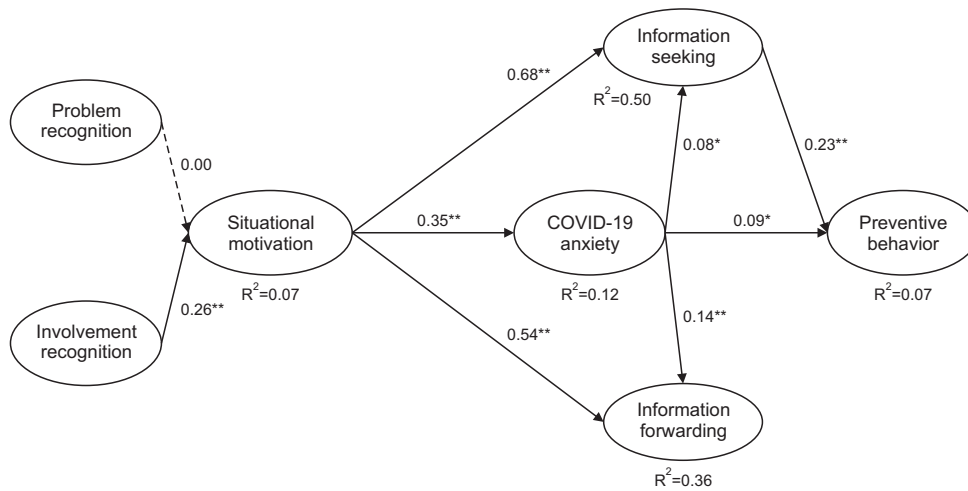 Information
seeking
R²=0.50
0.68**
Problem
recognition
0.00
0.08*
0.23**
Situational
motivation
R²=0.07
0.35**
COVID-19
anxiety
R²=0.12
0.09*
Preventive
behavior
R²=0.07
0.26**
Involvement
recognition
0.54**
0.14**
Information
forwarding
R²=0.36